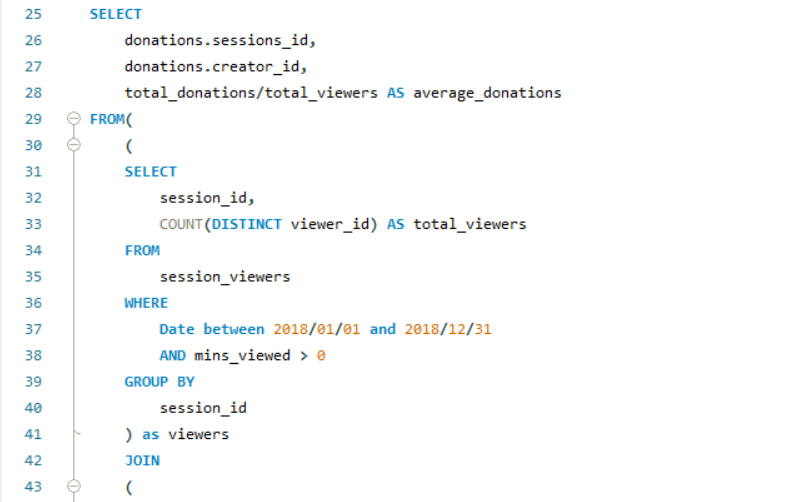 25 SELECT
26 donations.sessions_id,
27 donations.creator_id,
28 total_donations/total_viewers AS average_donations
29 FROM(
30 (
31 SELECT
32 session_id,
33 COUNT(DISTINCT viewer_id) AS total_viewers
34 FROM
35 session_viewers
36 WHERE
37 Date between 2018/01/01 and 2018/12/31
38 AND mins_viewed > 0
39 GROUP BY
40 session_id
41 ) as viewers
42 JOIN
43 (